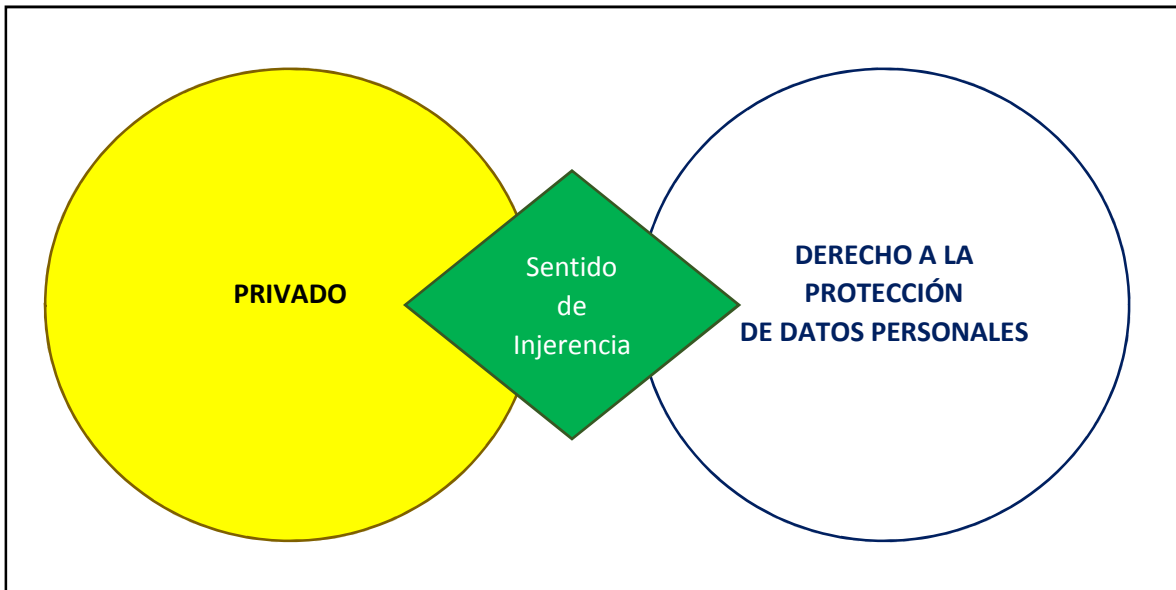 PRIVADO
Sentido
de
Injerencia
DERECHO A LA
PROTECCIÓN
DE DATOS PERSONALES